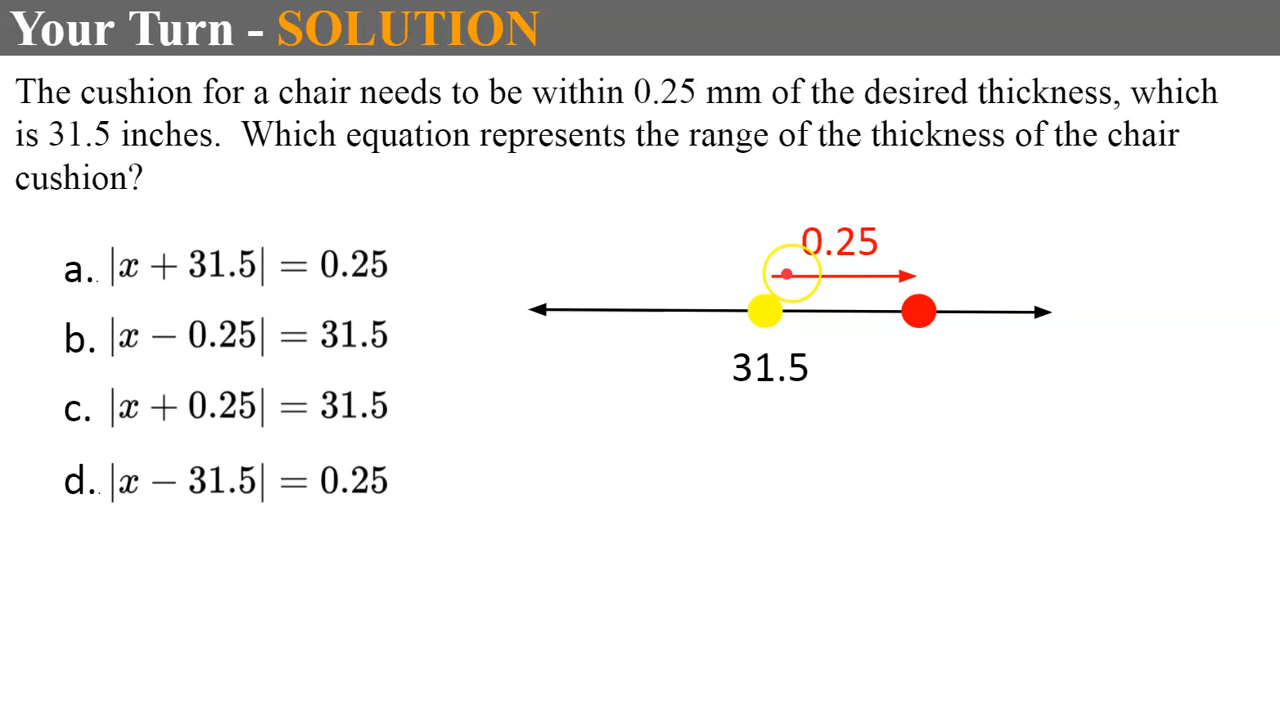 Your Turn - SOLUTION
The cushion for a chair needs to be within 0.25 mm of the desired thickness, which
is 31.5 inches.  Which equation represents the range of the thickness of the chair
cushion?
a. |x + 31.5| = 0.25
b. |x − 0.25| = 31.5
c. |x + 0.25| = 31.5
d. |x − 31.5| = 0.25
0.25
31.5